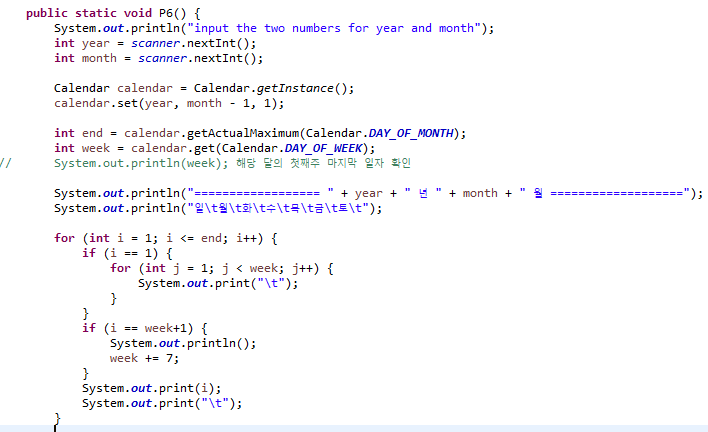 public static void P6() {
System.out.println("input the two numbers for year and month");
int year = scanner.nextInt();
int month = scanner.nextInt();
Calendar calendar = Calendar.getInstance();
calendar.set(year, month - 1, 1);
int end = calendar.getActualMaximum(Calendar.DAY_OF_MONTH);
int week = calendar.get(Calendar.DAY_OF_WEEK);
// System.out.println(week); 해당 달의 첫째주 마지막 일자 확인
System.out.println("================== " + year + " 년 " + month + " 월 ===================");
System.out.println("일\t월\t화\t수\t목\t금\t토\t");
for (int i = 1; i <= end; i++) {
if (i == 1) {
for (int j = 1; j < week; j++) {
System.out.print("\t");
}
}
if (i == week+1) {
System.out.println();
week += 7;
}
System.out.print(i);
System.out.print("\t");
}